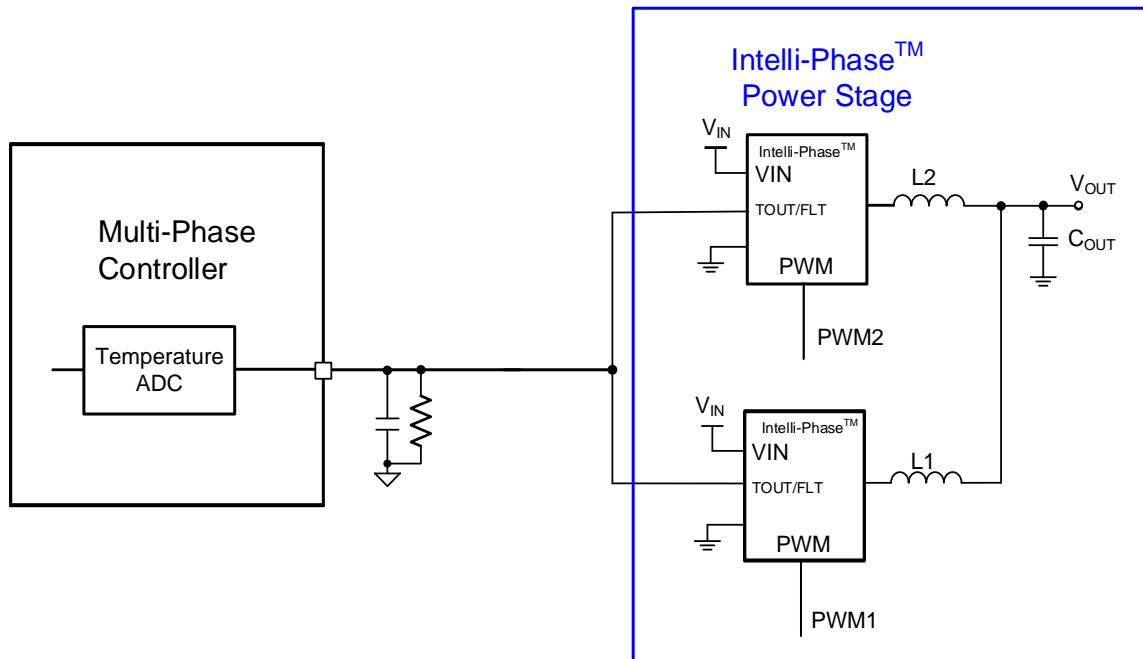 Intelli-Phase™
Power Stage
Multi-Phase
Controller
Temperature
ADC
VIN
Intelli-Phase™
VIN
TOUT/FLT
PWM
PWM2
L2
VOUT
COUT
VIN
Intelli-Phase™
VIN
TOUT/FLT
PWM
PWM1
L1